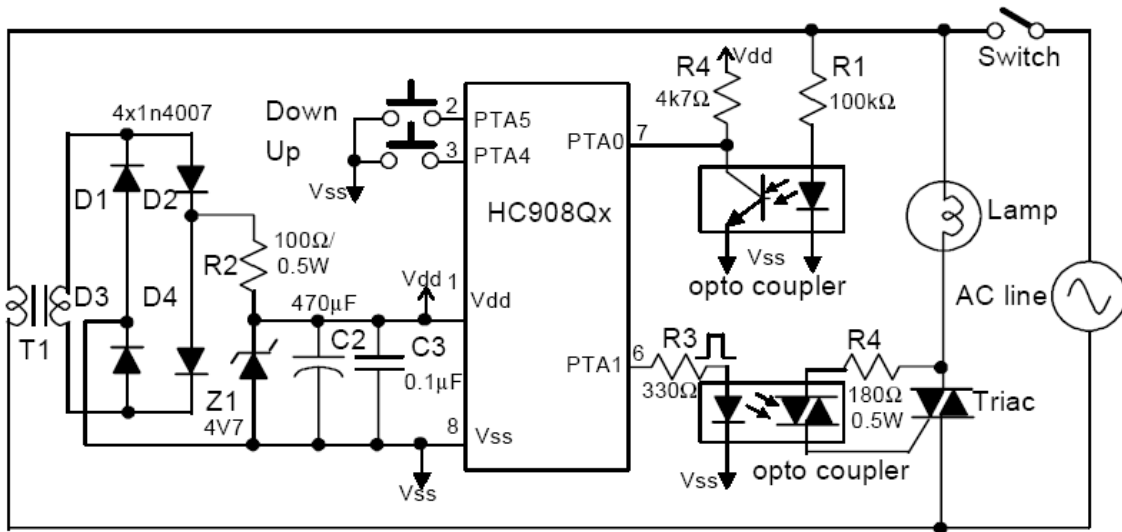 Switch
Vdd
R4
4k7Ω
R1
100kΩ
4x1n4007
Down
Up
2
PTA5
3
PTA4
Vss
PTA0
7
HC908Qx
D1
D2
Vss
opto coupler
Lamp
R2
100Ω/
0.5W
T1
D3
D4
470µF
Vdd
1
Vdd
C2
C3
0.1µF
Z1
4V7
AC line
PTA1
6
R3
330Ω
R4
180Ω
0.5W
Triac
8
Vss
Vss
Vss
opto coupler